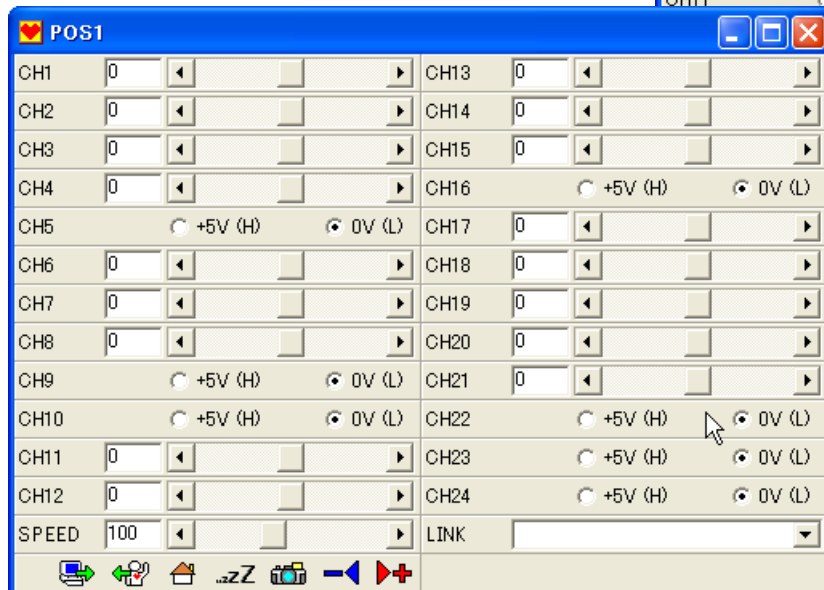 POS1
CH1 0
CH2 0
CH3 0
CH4 0
CH5 +5V (H) 0V (L)
CH6 0
CH7 0
CH8 0
CH9 +5V (H) 0V (L)
CH10 +5V (H) 0V (L)
CH11 0
CH12 0
SPEED 100
..zzZ
CH13 0
CH14 0
CH15 0
CH16 +5V (H) 0V (L)
CH17 0
CH18 0
CH19 0
CH20 0
CH21 0
CH22 +5V (H) 0V (L)
CH23 +5V (H) 0V (L)
CH24 +5V (H) 0V (L)
LINK